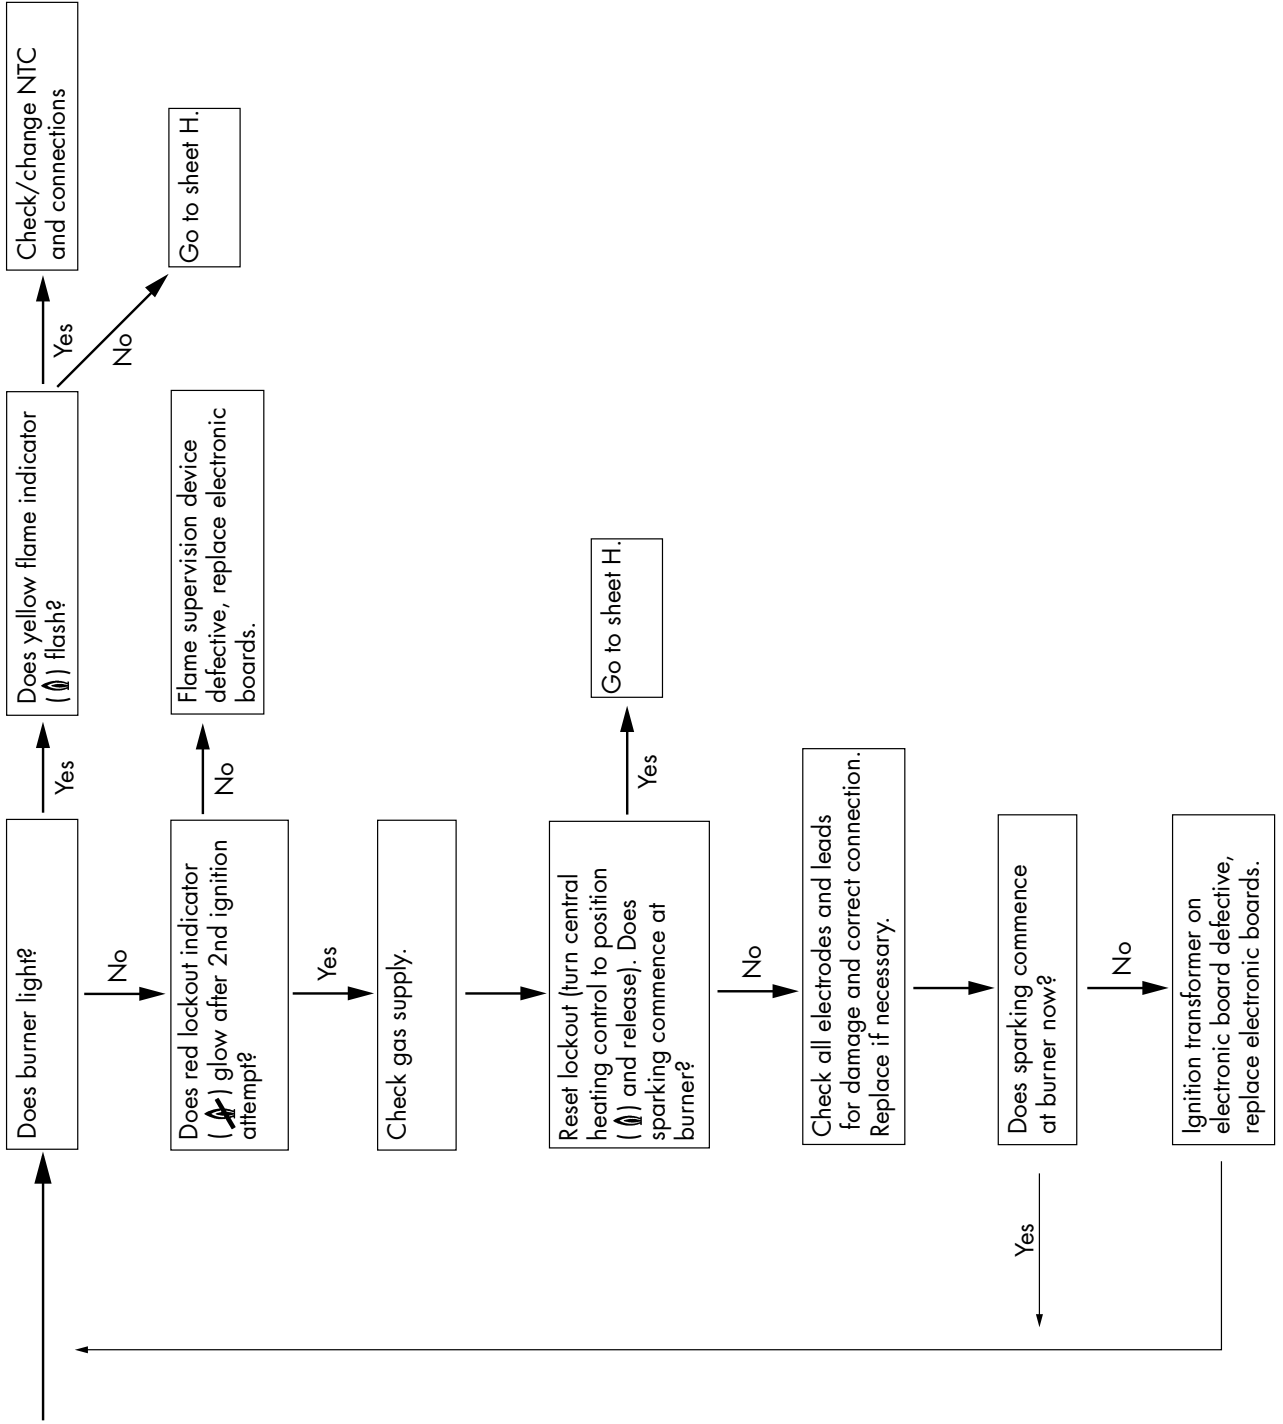 Does burner light?
Yes
Does yellow flame indicator
( ) flash?
Yes
Check/change NTC
and connections
No
Go to sheet H.
No
Does red lockout indicator
( ) glow after 2nd ignition
attempt?
No
Flame supervision device
defective, replace electronic
boards.
Yes
Check gas supply.
Reset lockout (turn central
heating control to position
( ) and release). Does
sparking commence at
burner?
Yes
Go to sheet H.
No
Check all electrodes and leads
for damage and correct connection.
Replace if necessary.
Does sparking commence
at burner now?
Yes
No
Ignition transformer on
electronic board defective,
replace electronic boards.